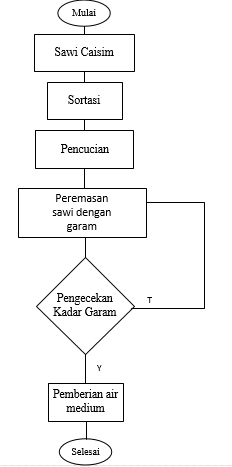 Mulai
Sawi Caisim
Sortasi
Pencucian
Peremasan
sawi dengan
garam
Pengecekan
Kadar Garam
T
Y
Pemberian air
medium
Selesai